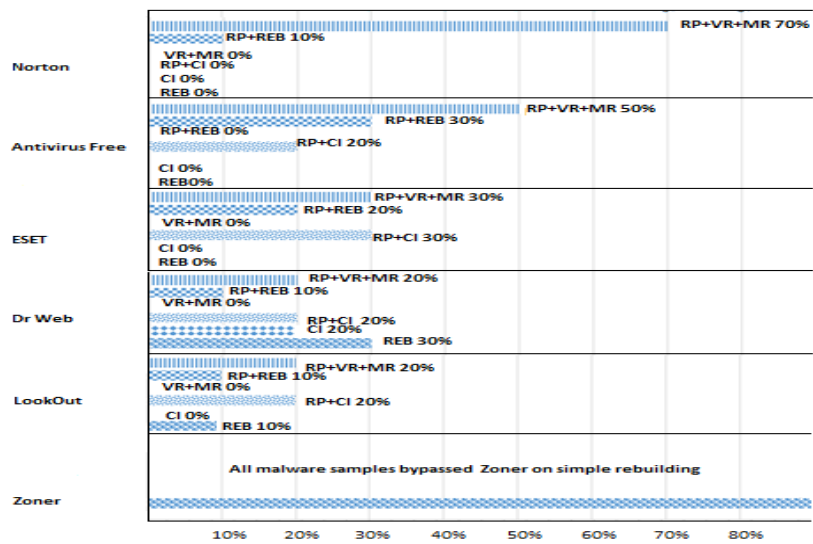 RP+VR+MR 70%
RP+REB 10%
VR+MR 0%
Norton
RP+CI 0%
CI 0%
REB 0%
RP+VR+MR 50%
RP+REB 30%
RP+REB 0%
Antivirus Free
RP+CI 20%
CI 0%
REB0%
RP+VR+MR 30%
RP+REB 20%
VR+MR 0%
ESET
RP+CI 30%
CI 0%
REB 0%
RP+VR+MR 20%
RP+REB 10%
VR+MR 0%
Dr Web
RP+CI 20%
CI 20%
REB 30%
RP+VR+MR 20%
RP+REB 10%
VR+MR 0%
LookOut
RP+CI 20%
CI 0%
REB 10%
All malware samples bypassed Zoner on simple rebuilding
Zoner
10% 20% 30% 40% 50% 60% 70% 80%